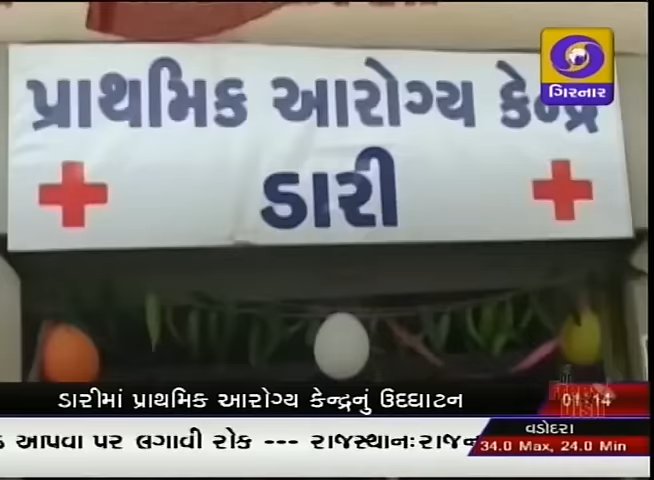 પ્રાથમિક આરોગ્ય કેન્દ્ર
ડારી
ગિરનાર
ડારીમાં પ્રાથમિક આરોગ્ય કેન્દ્રનું ઉદઘાટન
01:14
આપવા પર લગાવી રોક --- રાજસ્થાનઃ
વડોદરા
34.0 Max, 24.0 Min